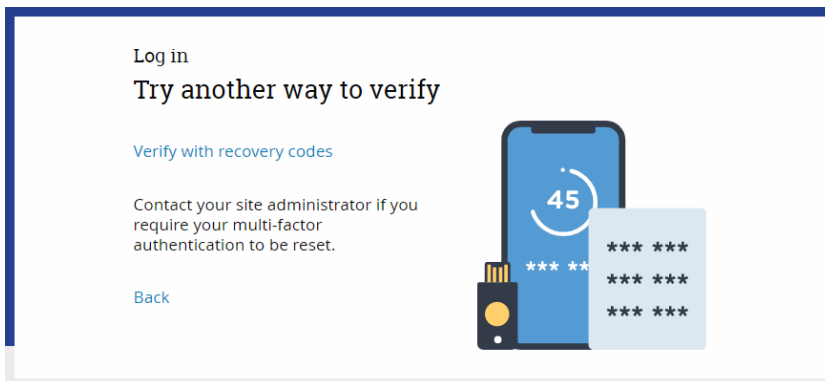 Log in
Try another way to verify
Verify with recovery codes
Contact your site administrator if you
require your multi-factor
authentication to be reset.
Back
45
*** **
*** ***
*** ***
*** ***